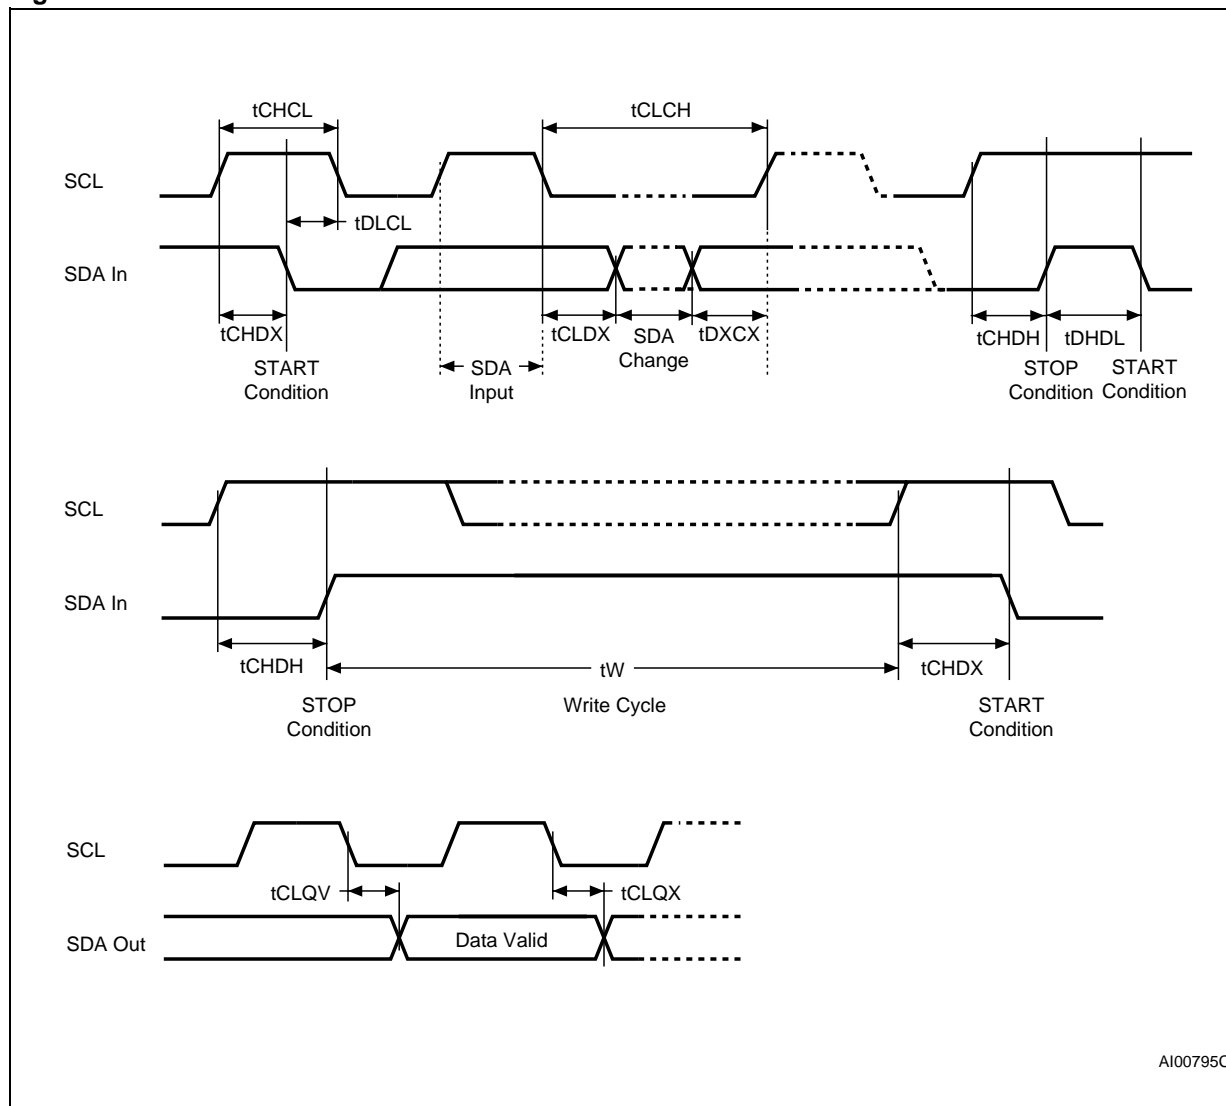 tCHCL
tCLCH
SCL
tDLCL
SDA In
tCHDX
tCLDX
SDA
Change
tDXCX
tCHDH
tDHDL
START
Condition
SDA
Input
STOP
Condition
START
Condition
SCL
SDA In
tCHDH
tW
tCHDX
STOP
Condition
Write Cycle
START
Condition
SCL
tCLQV
tCLQX
SDA Out
Data Valid
AI00795C